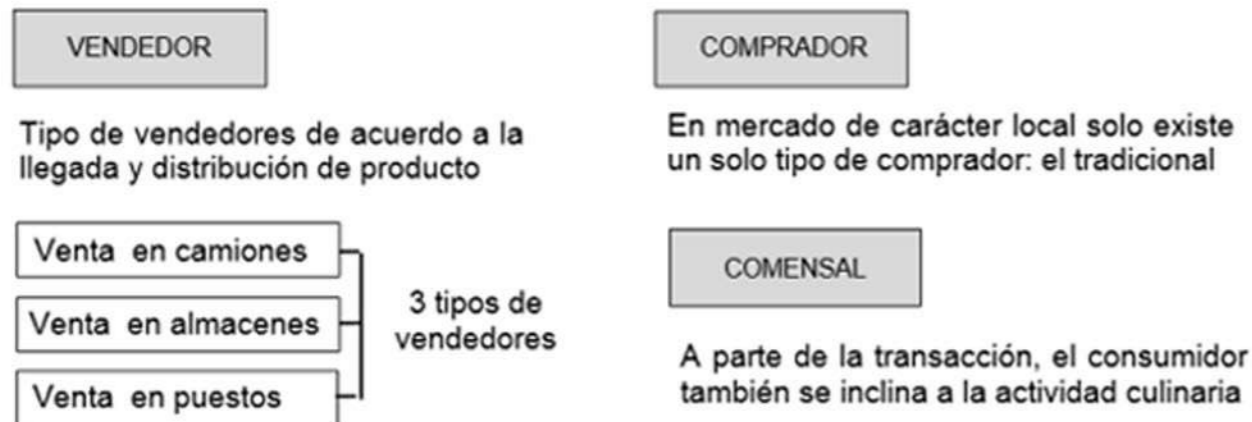 VENDEDOR
Tipo de vendedores de acuerdo a la
llegada y distribución de producto
Venta en camiones
Venta en almacenes
Venta en puestos
3 tipos de
vendedores
COMPRADOR
En mercado de carácter local solo existe
un solo tipo de comprador: el tradicional
COMENSAL
A parte de la transacción, el consumidor
también se inclina a la actividad culinaria